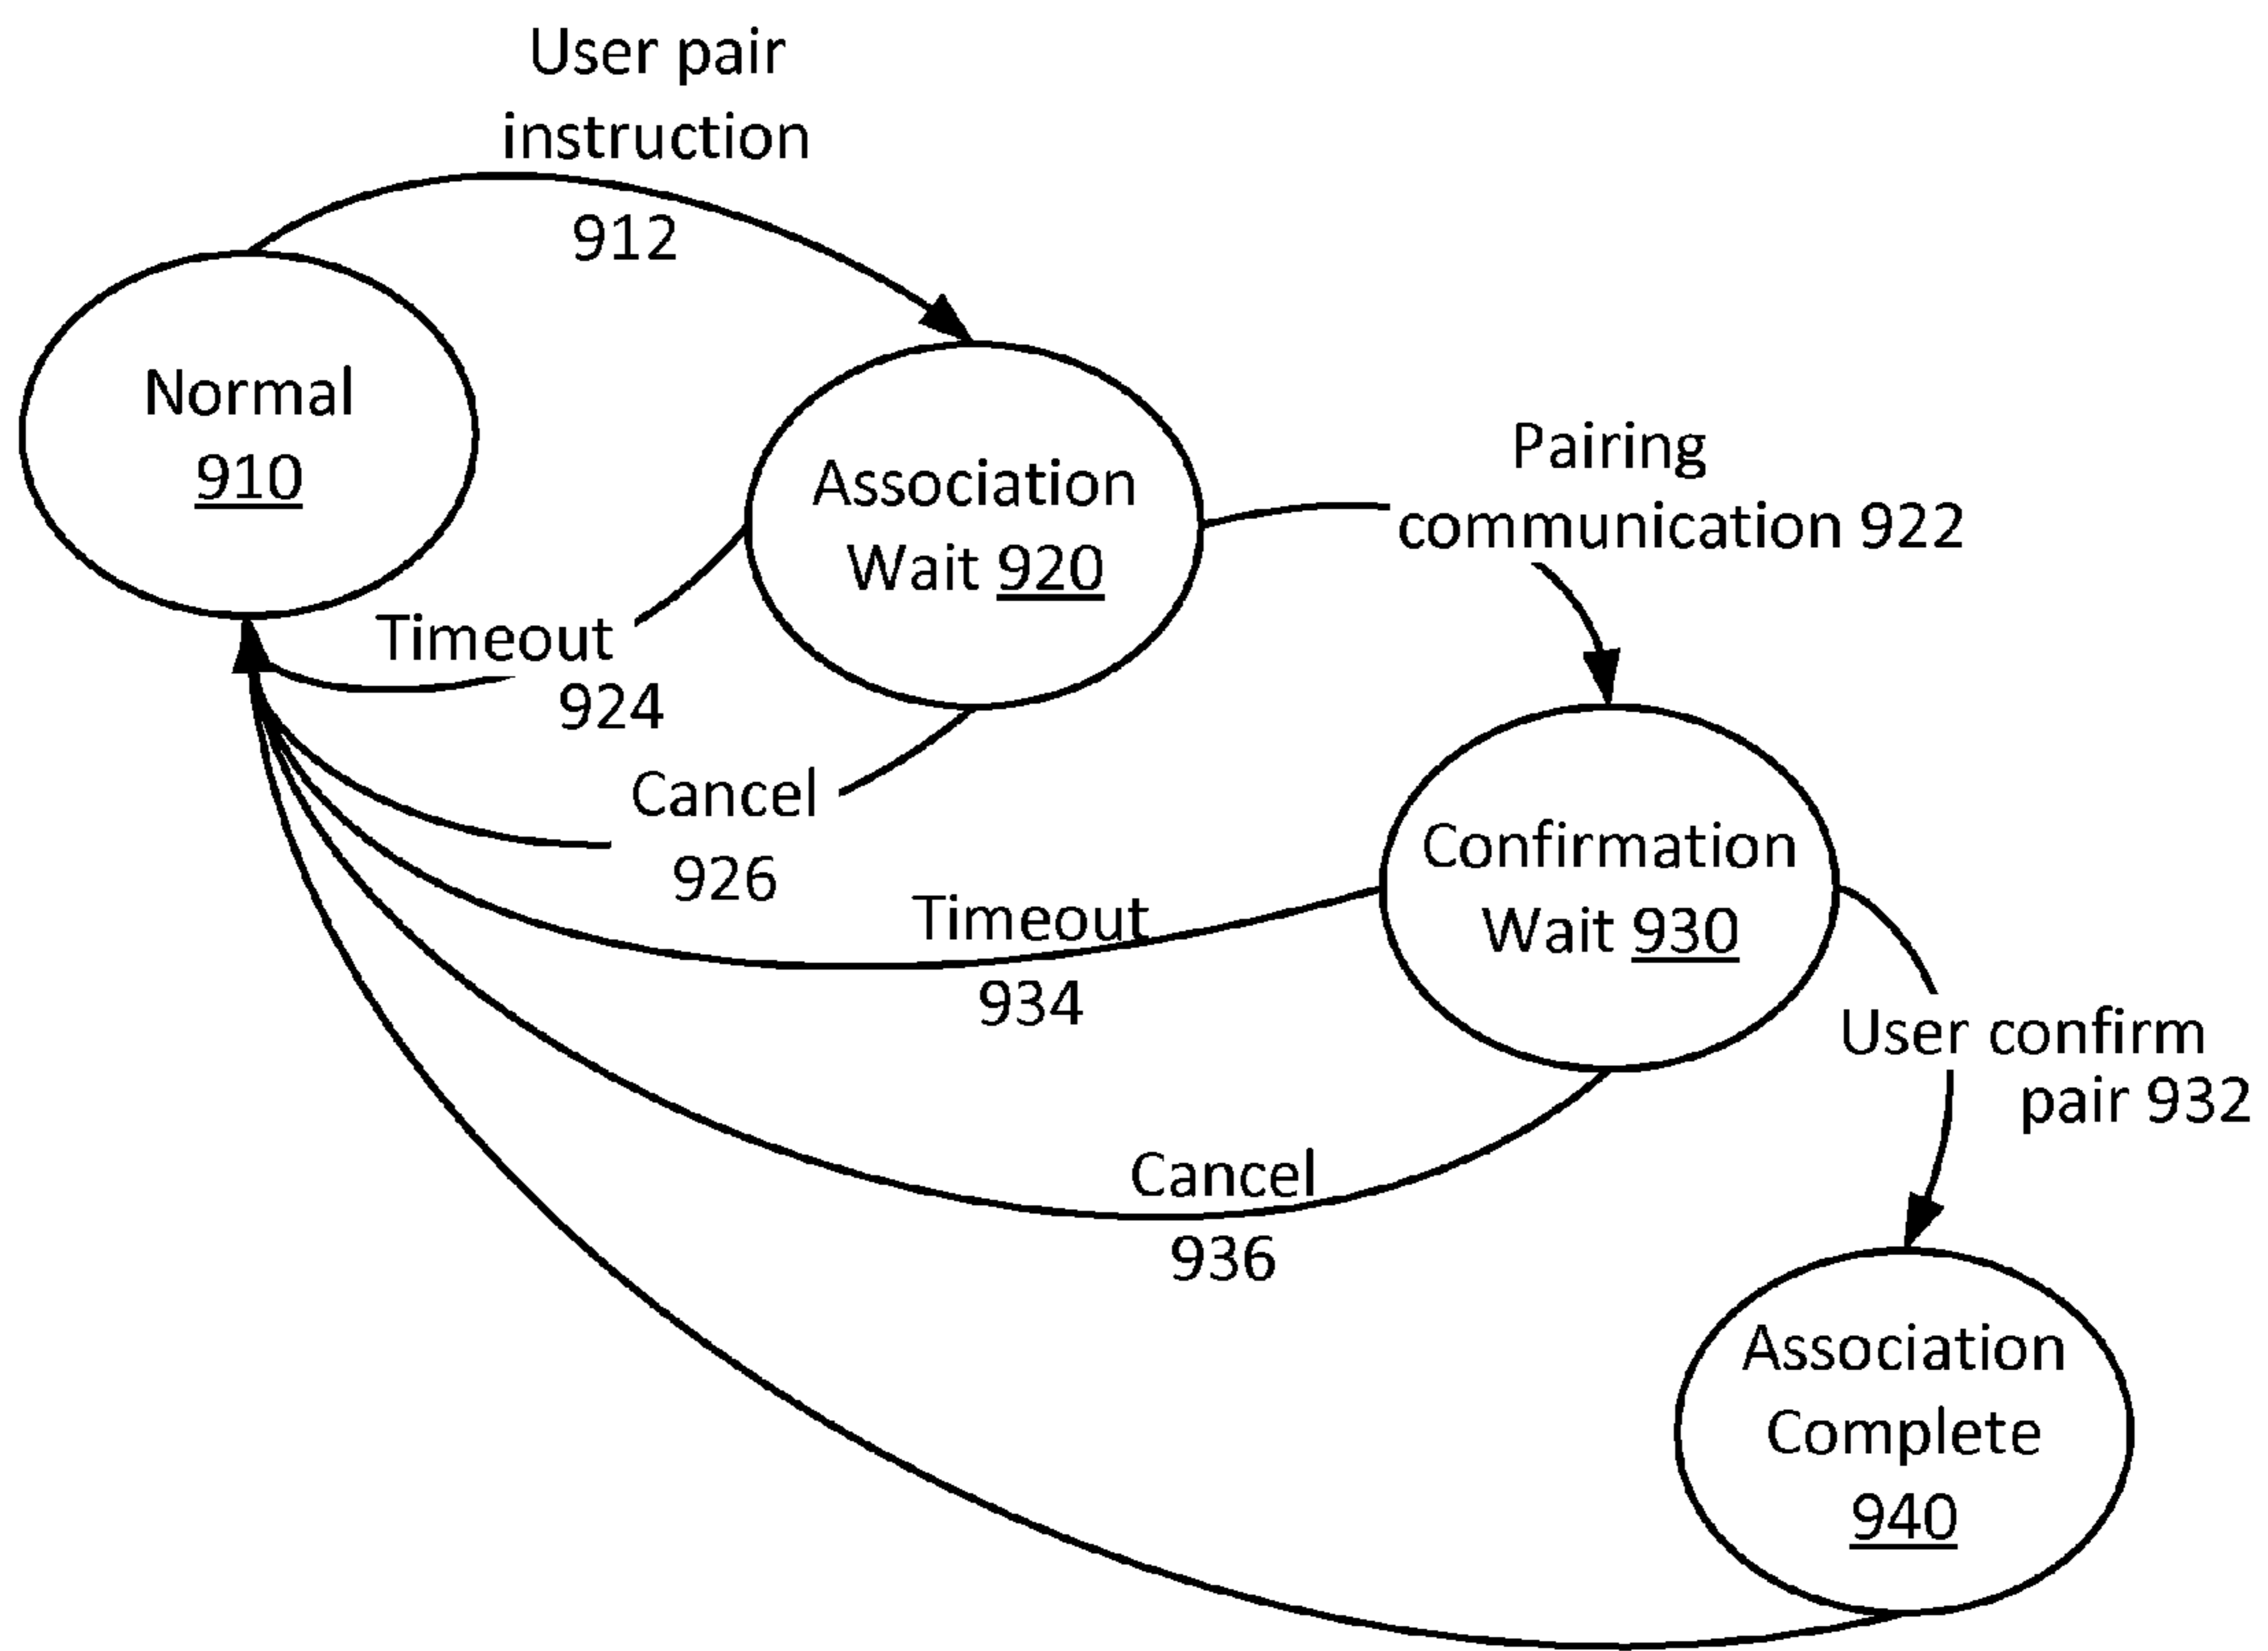 User pair
instruction
912
Normal
910
Association
Wait 920
Pairing
communication 922
Timeout
924
Cancel
926
Confirmation
Wait 930
Timeout
934
User confirm
pair 932
Cancel
936
Association
Complete
940